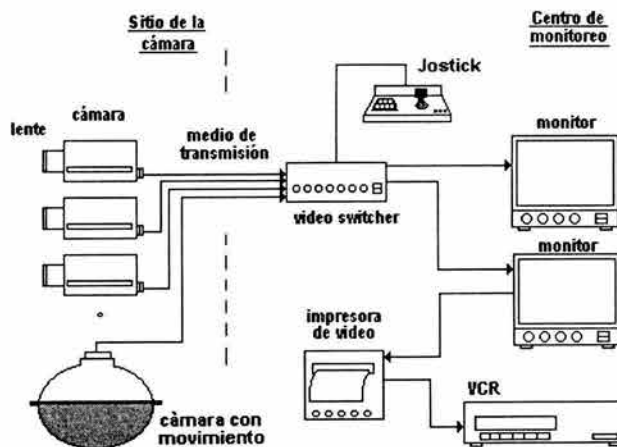 Sitio de la
cámara
Centro de
monitoreo
Jostick
cámara
lente
medio de
transmisión
monitor
video switcher
monitor
impresora
de video
VCR
càmara con
movimiento